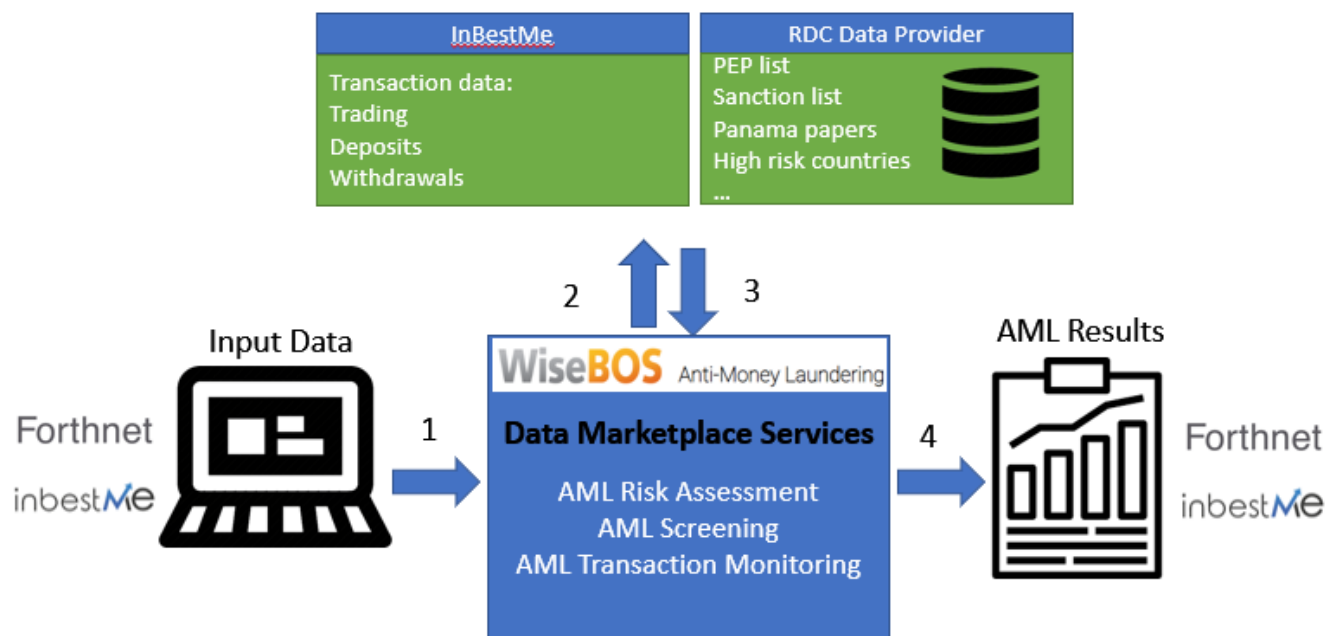 InBestMe
Transaction data:
Trading
Deposits
Withdrawals
RDC Data Provider
PEP list
Sanction list
Panama papers
High risk countries
...
2
3
Input Data
Forthnet
inbestMe
1
WiseBOS Anti-Money Laundering
Data Marketplace Services
AML Risk Assessment
AML Screening
AML Transaction Monitoring
4
AML Results
Forthnet
inbestMe